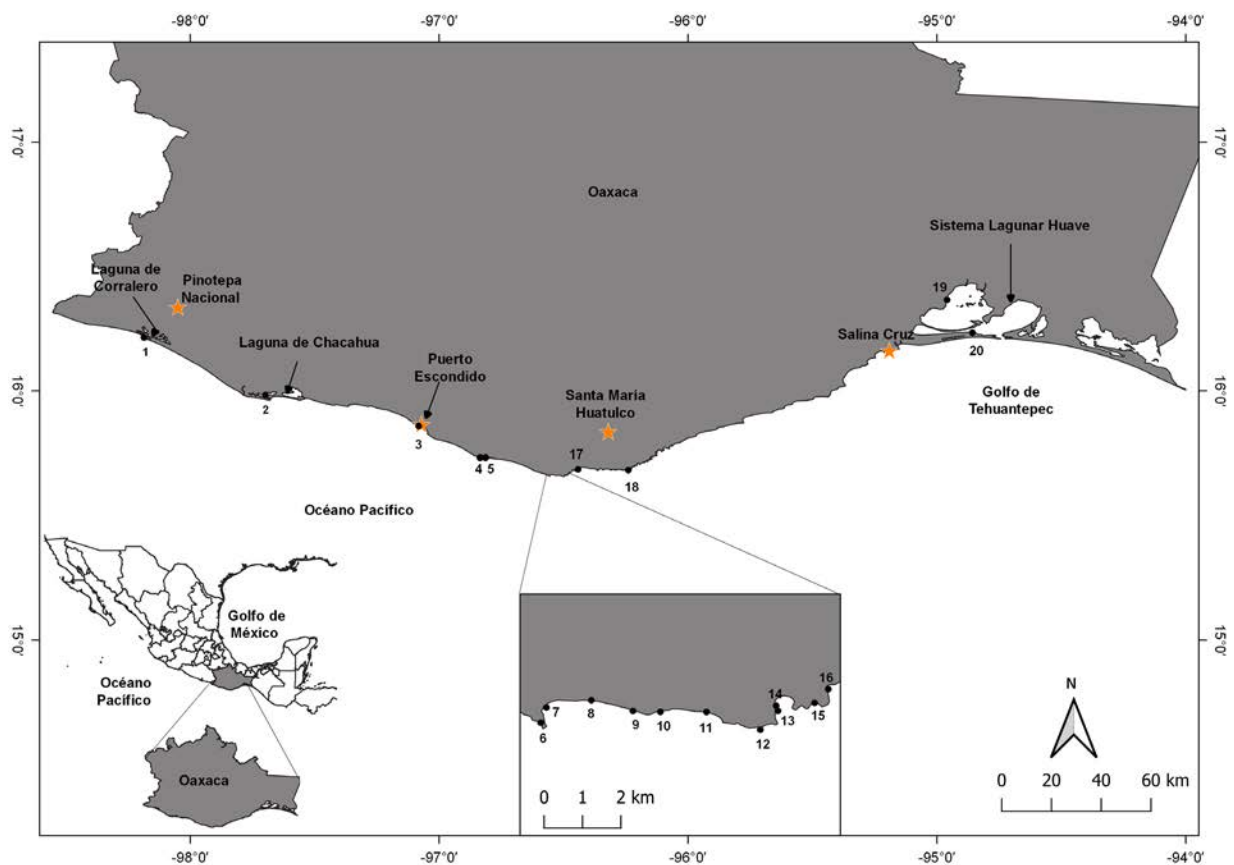 -98°0' -97°0' -96°0' -95°0' -94°0'
17°0' 17°0'
Oaxaca
Sistema Lagunar Huave
Laguna de
Corralero
Pinotepa
Nacional
19
1
Laguna de Chacahua
Salina Cruz
20
Puerto
Escondido
16°0' 16°0'
2
Santa Maria
Huatulco
Golfo de
Tehuantepec
3
4 5
17
18
Océano Pacífico
Golfo de
México
Océano
Pacífico
15°0' 15°0'
6 7 8 9 10 11 12 13 14 15 16
N
Oaxaca
0 1 2 km
0 20 40 60 km
-98°0' -97°0' -96°0' -95°0' -94°0'